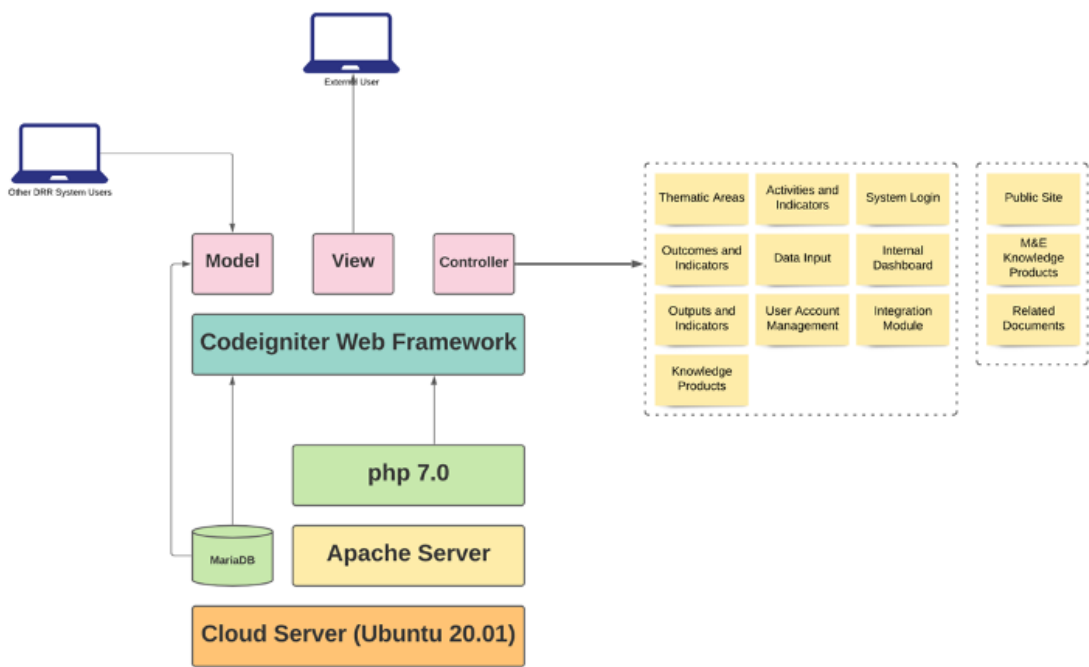 External User
Other DRR System Users
Model
View
Controller
Thematic Areas
Activities and
Indicators
System Login
Public Site
Outcomes and
Indicators
Data Input
Internal
Dashboard
M&E
Knowledge
Products
Outputs and
Indicators
User Account
Management
Integration
Module
Related
Documents
Knowledge
Products
Codeigniter Web Framework
php 7.0
MariaDB
Apache Server
Cloud Server (Ubuntu 20.01)